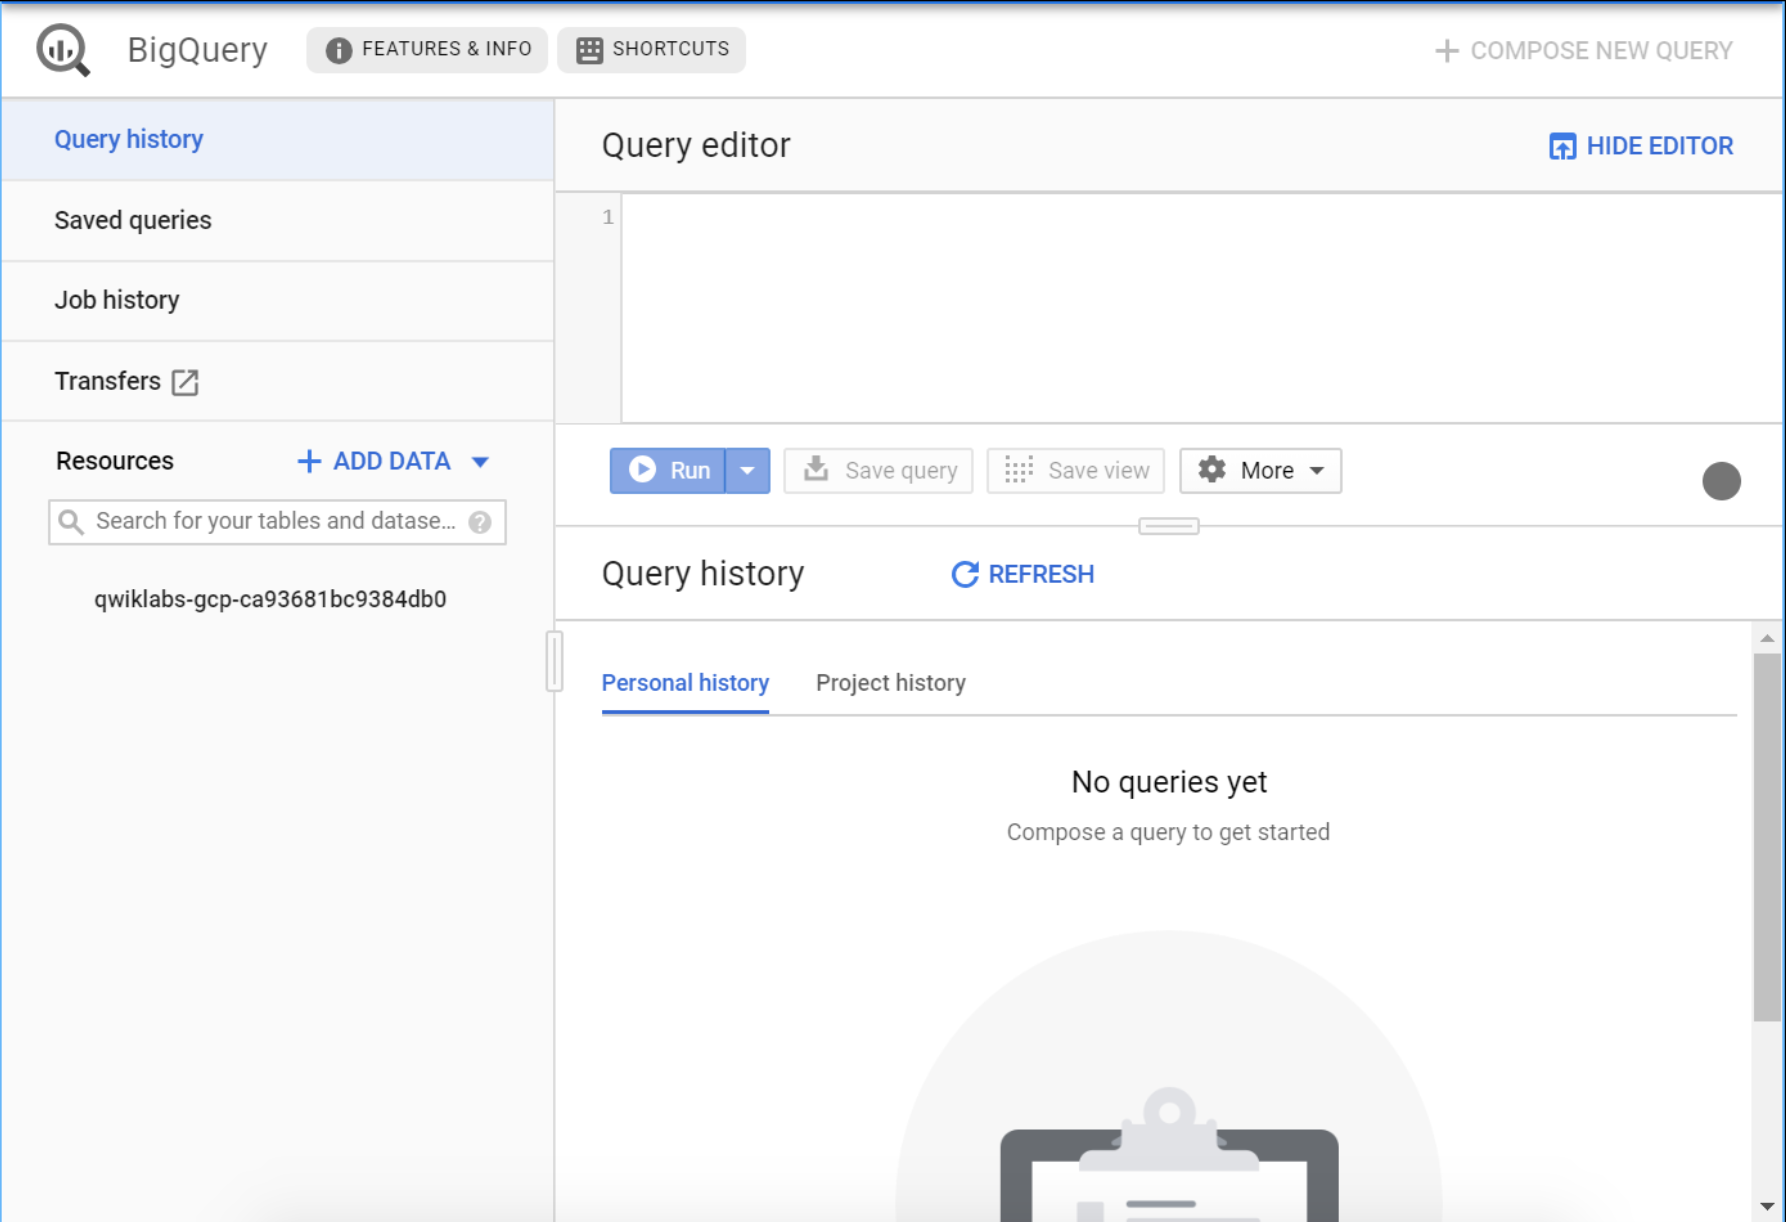 BigQuery
FEATURES & INFO
SHORTCUTS
COMPOSE NEW QUERY
Query history
Saved queries
Job history
Transfers
Resources
ADD DATA
Search for your tables and datase...
qwiklabs-gcp-ca93681bc9384db0
Query editor
HIDE EDITOR
1
Run
Save query
Save view
More
Query history
REFRESH
Personal history
Project history
No queries yet
Compose a query to get started